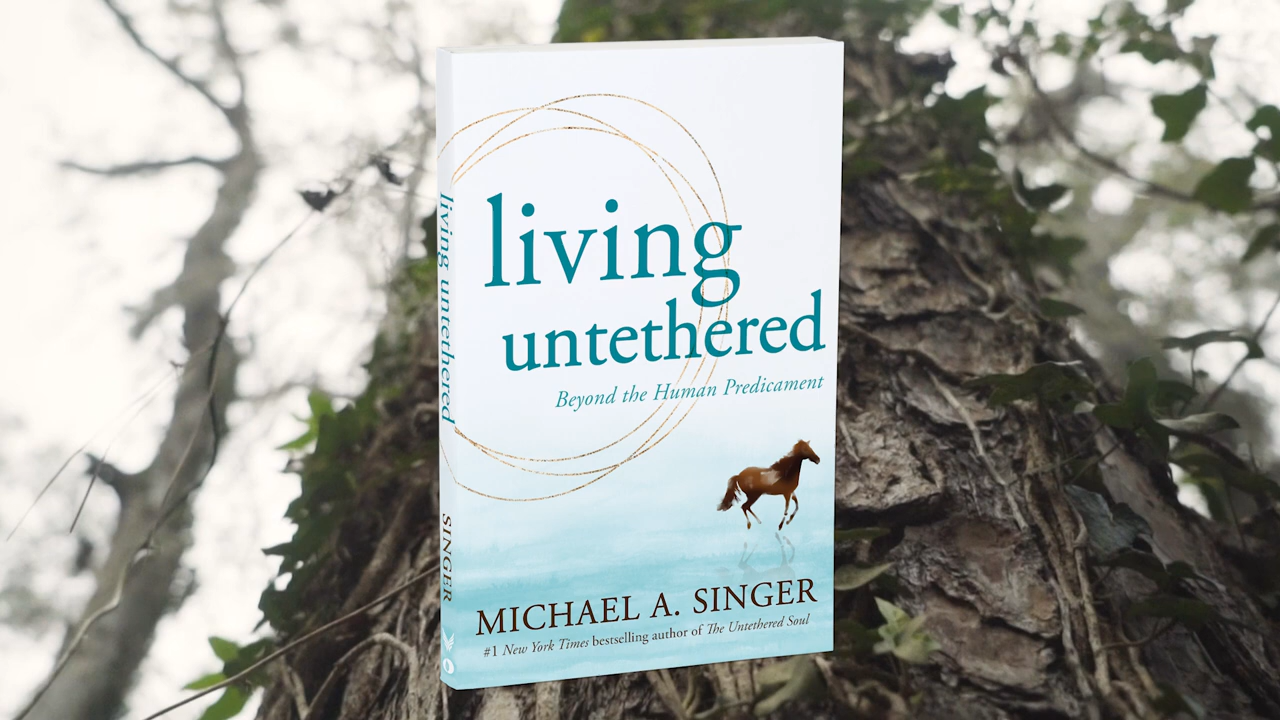 living
untethered
Beyond the Human Predicament
MICHAEL A. SINGER
#1 New York Times bestselling author of The Untethered Soul
living untethered
SINGER